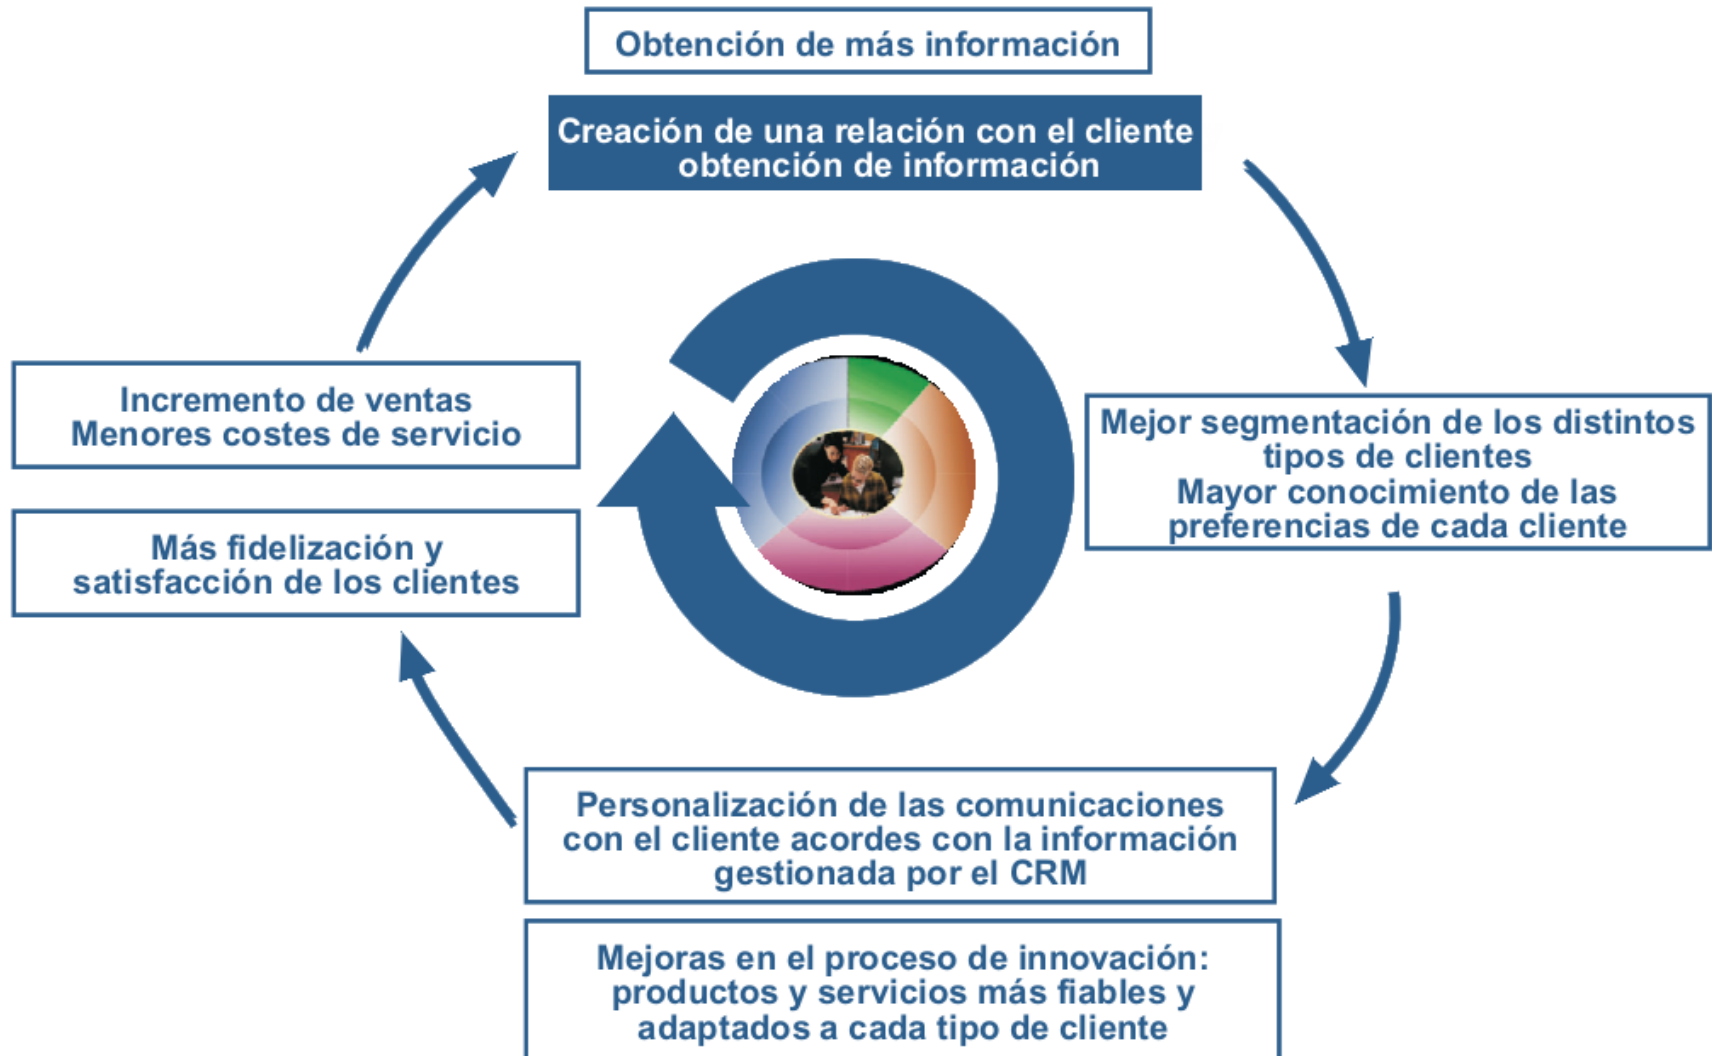 Obtención de más información
Creación de una relación con el cliente
obtención de información
Incremento de ventas
Menores costes de servicio
Más fidelización y
satisfacción de los clientes
Mejor segmentación de los distintos
tipos de clientes
Mayor conocimiento de las
preferencias de cada cliente
Personalización de las comunicaciones
con el cliente acordes con la información
gestionada por el CRM
Mejoras en el proceso de innovación:
productos y servicios más fiables y
adaptados a cada tipo de cliente